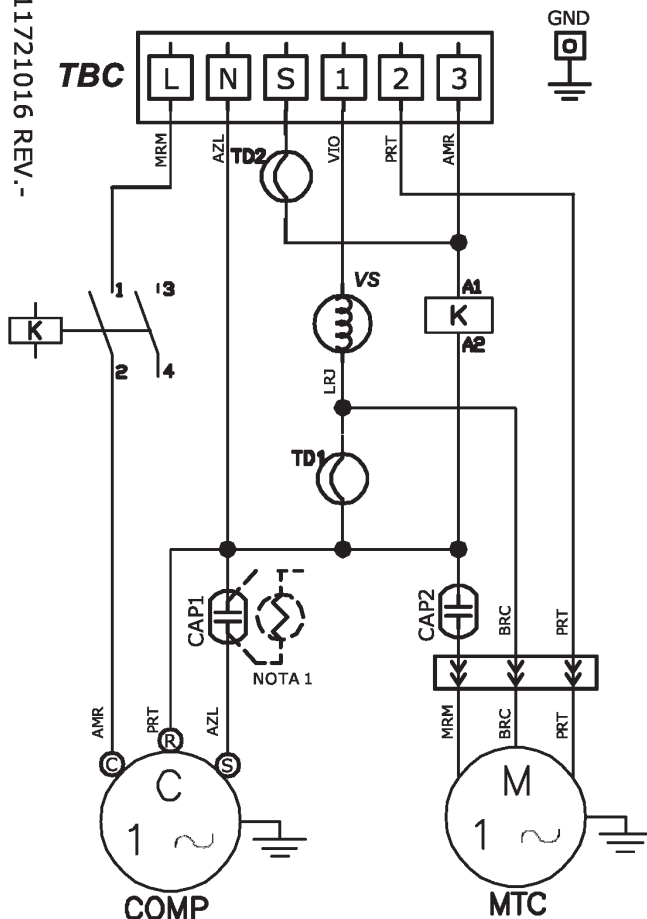 11721016 REV.-
GND
TBC L N S 1 2 3
MRM AZL TD2 VIO PRT AMR
VS
1 3
A1
K
K
A2
2 4
LRJ
TD1
CAP1
CAP2
BRC PRT
NOTA 1
AMR PRT AZL
MRM BRC PRT
C R S
C
1 ~
M
1 ~
COMP
MTC